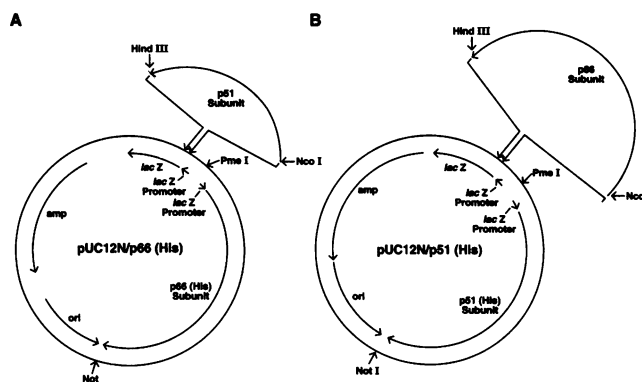 A
Hind III
p51
Subunit
Nco I
Pme I
lac Z
lac Z
Promoter
lac Z
Promoter
amp
pUC12N/p66 (His)
p66 (His)
Subunit
ori
Not
B
Hind III
p66
Subunit
Nco
Pme I
lac Z
lac Z
Promoter
lac Z
Promoter
amp
pUC12N/p51 (His)
p51 (His)
Subunit
ori
Not I